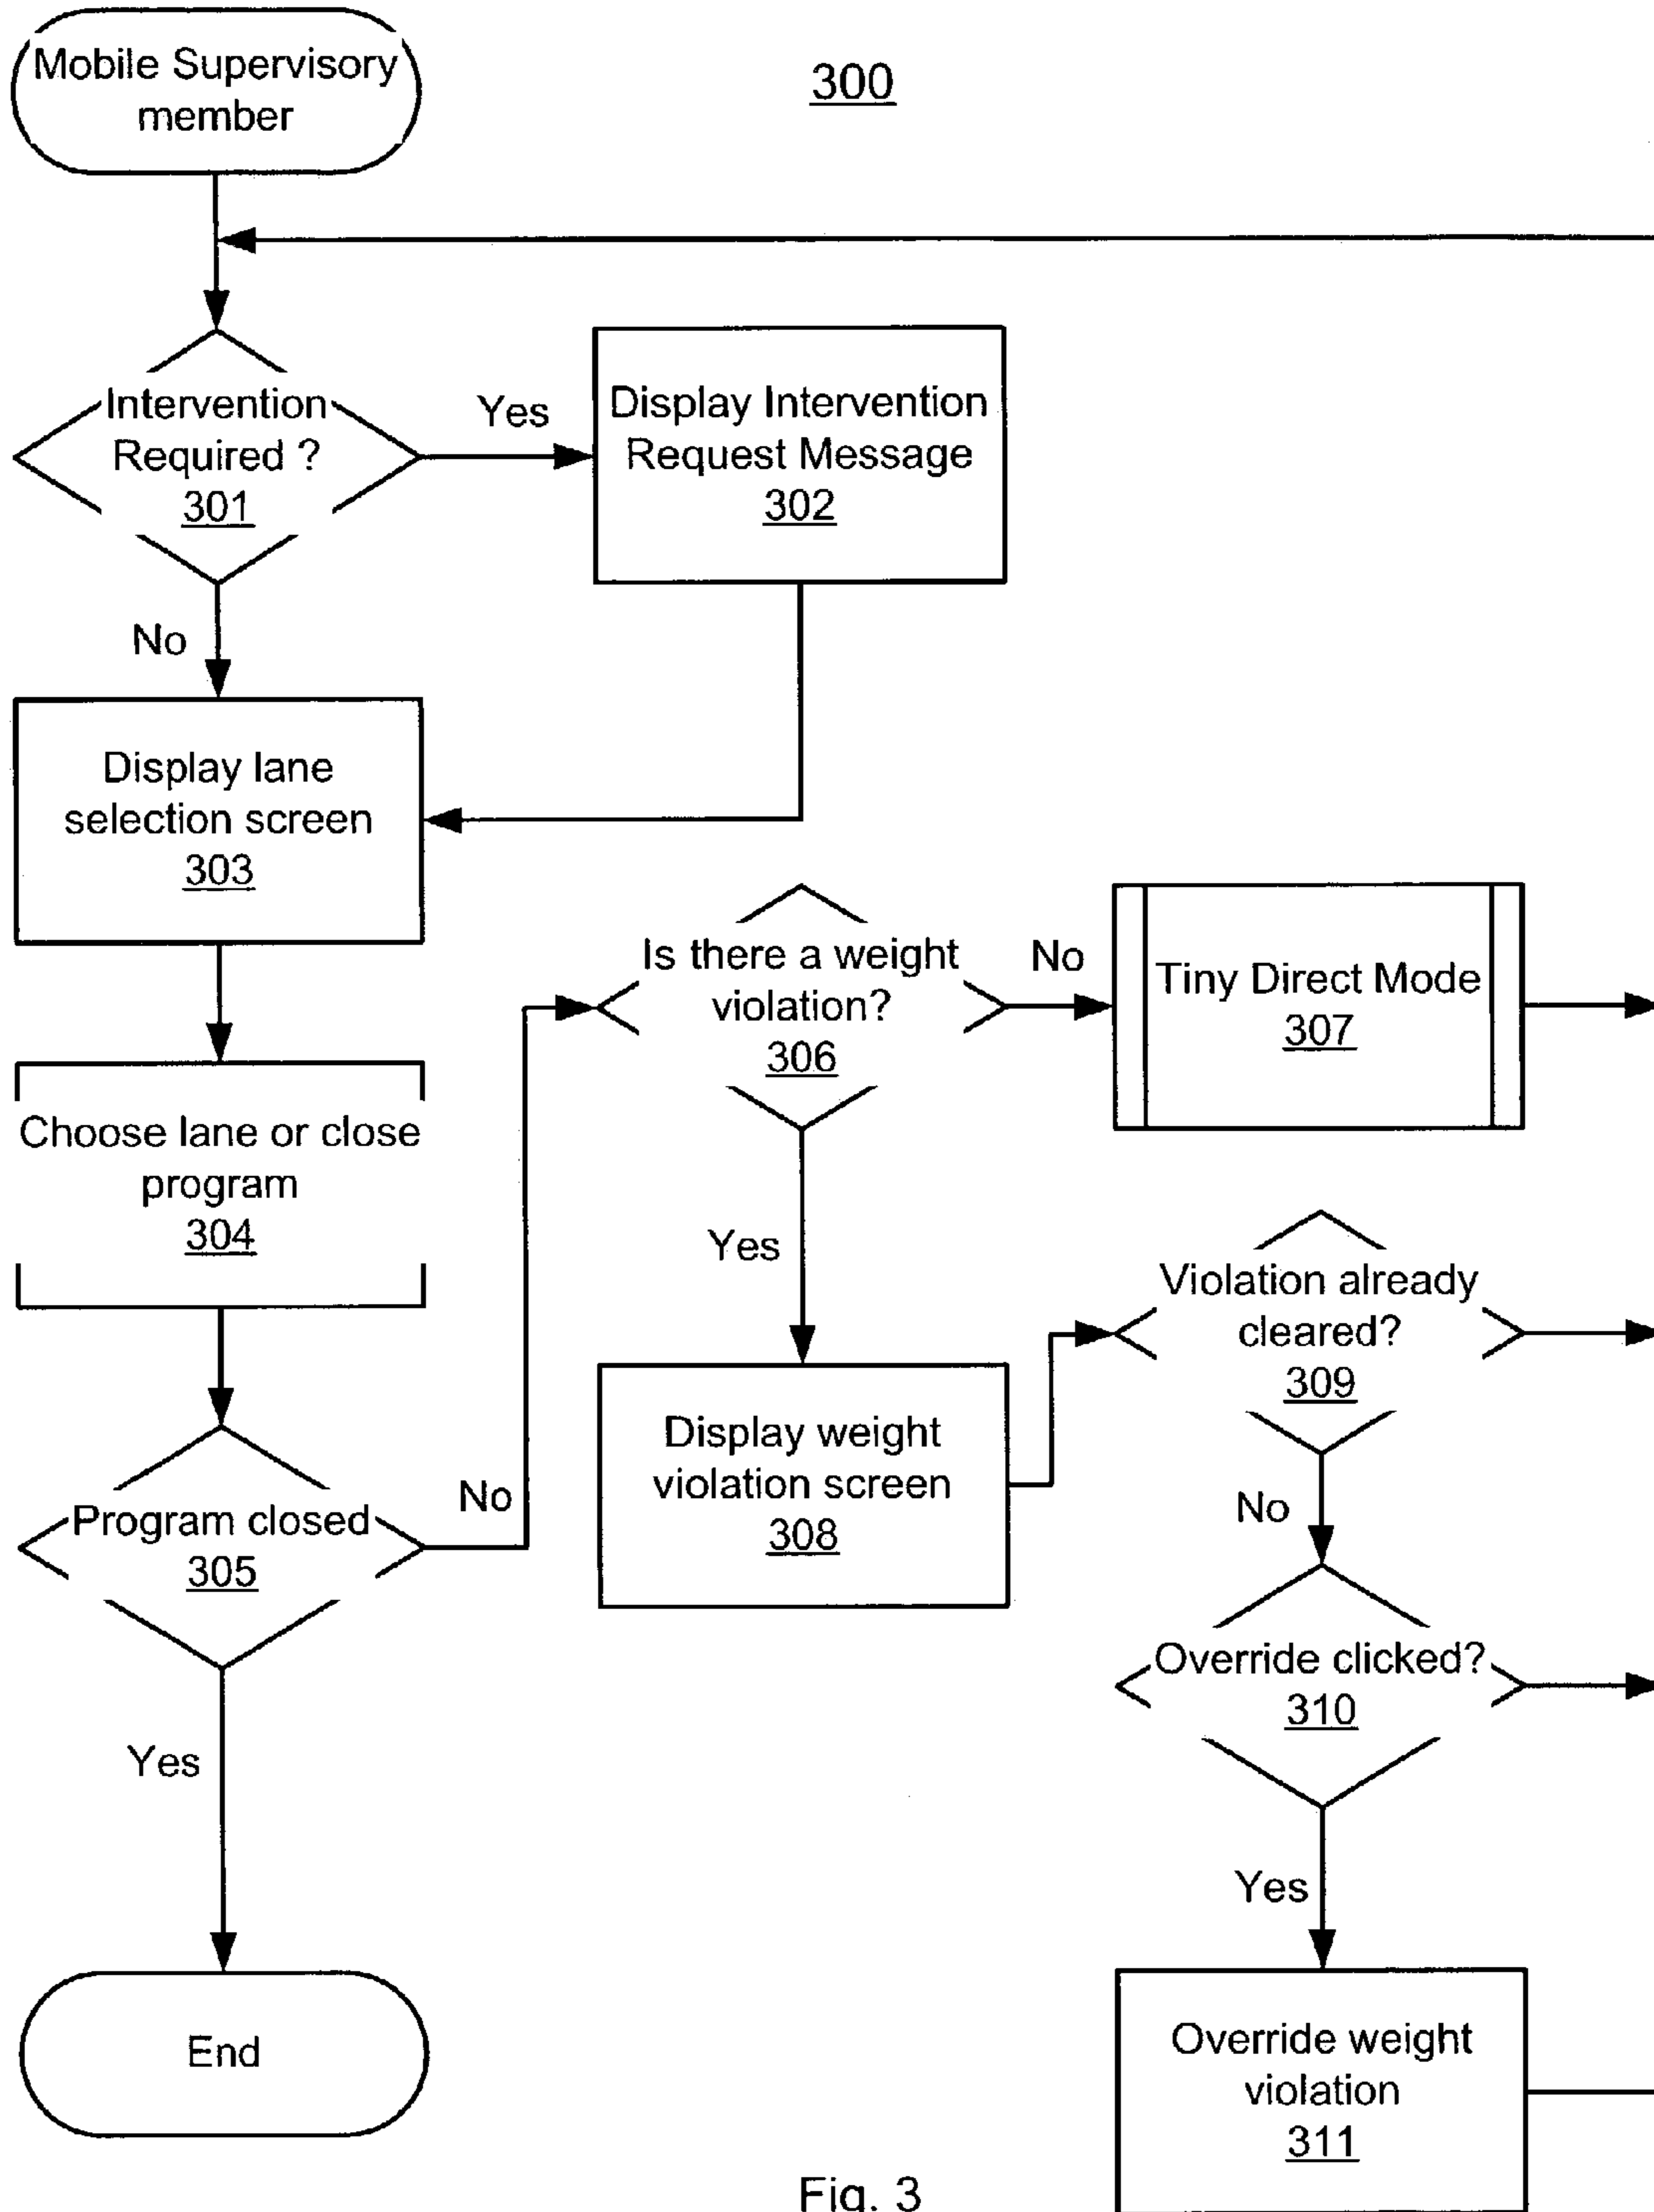 Mobile Supervisory
member
300
Intervention
Required ?
301
Yes
Display Intervention
Request Message
302
No
Display lane
selection screen
303
Choose lane or close
program
304
Program closed
305
No
Yes
End
Is there a weight
violation?
306
No
Tiny Direct Mode
307
Yes
Display weight
violation screen
308
Violation already
cleared?
309
No
Override clicked?
310
Yes
Override weight
violation
311
Fig. 3